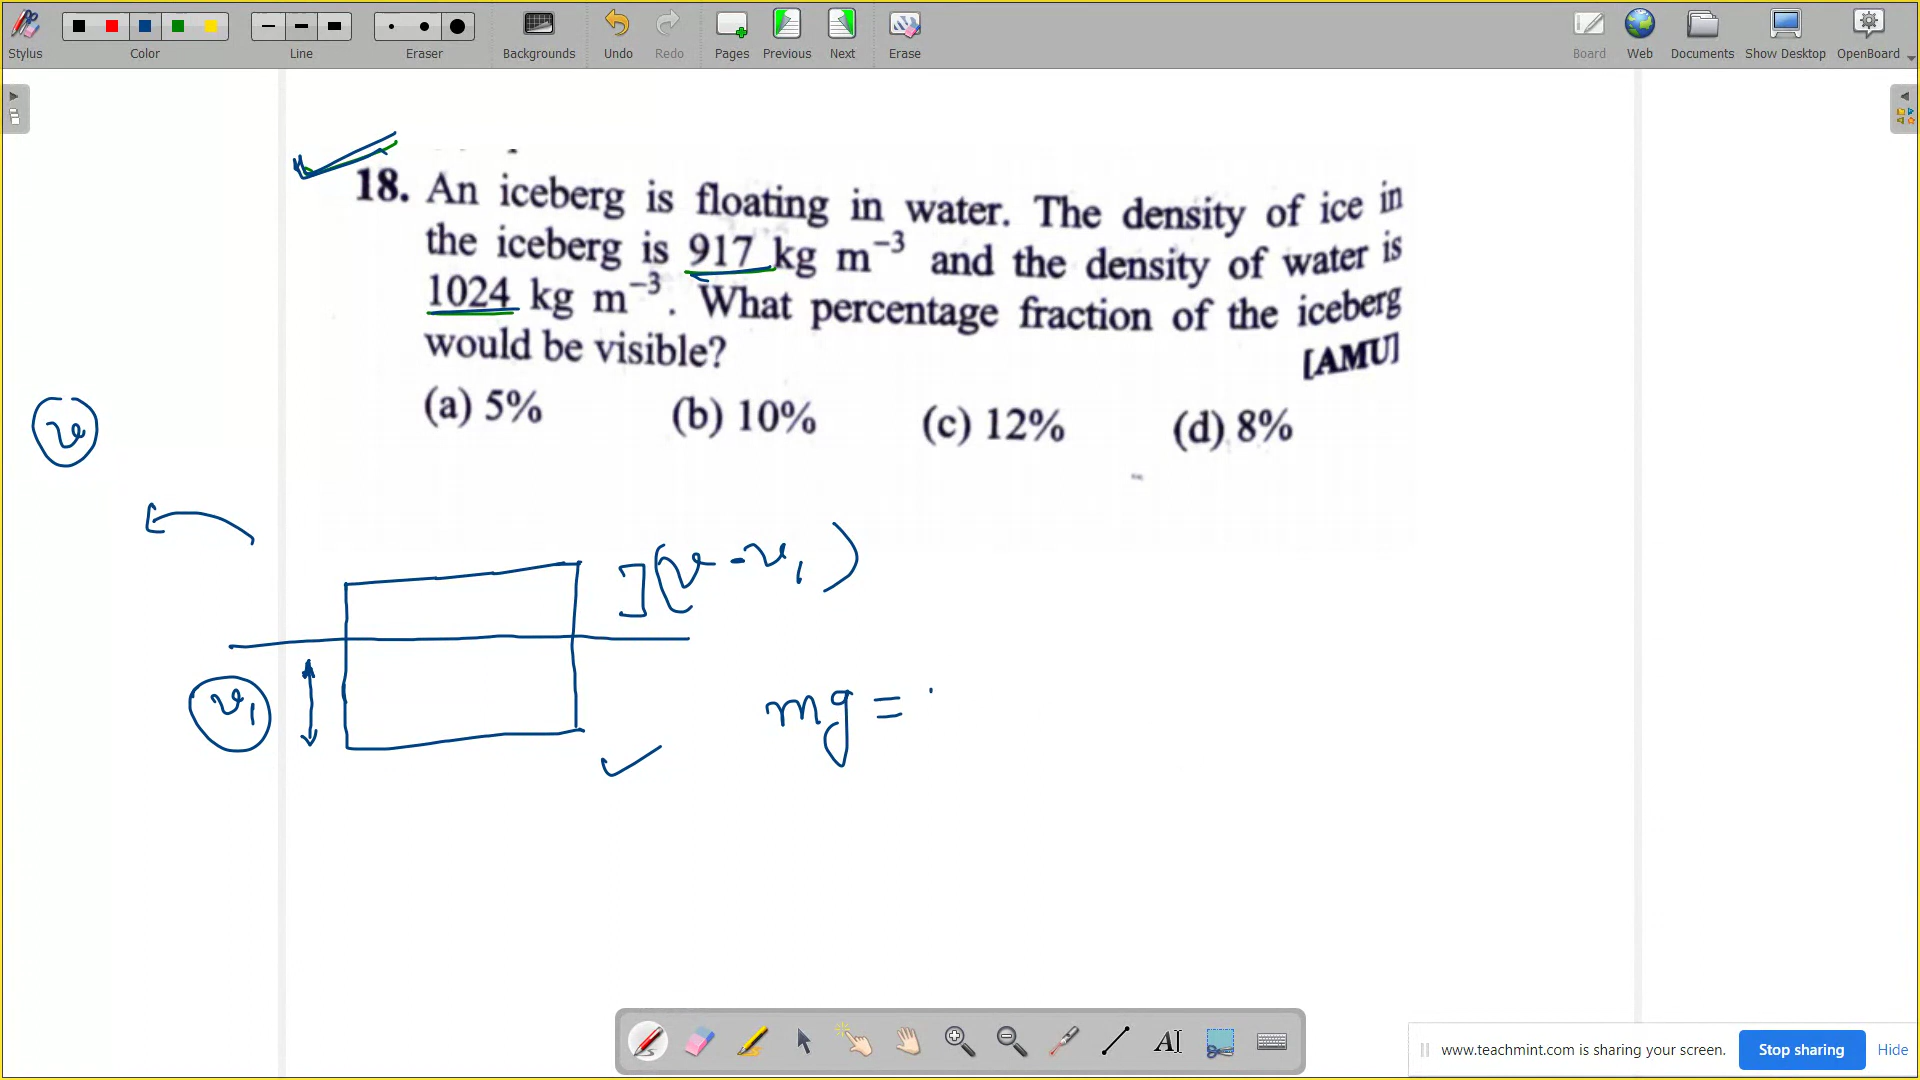 Stylus Color Line Eraser Backgrounds Undo Redo Pages Previous Next Erase Board Web Documents Show Desktop OpenBoard
18. An iceberg is floating in water. The density of ice in
the iceberg is 917 kg m⁻³ and the density of water is
1024 kg m⁻³. What percentage fraction of the iceberg
would be visible? [AMU]
(a) 5% (b) 10% (c) 12% (d) 8%
v
](v - v₁)
v₁
mg =
AI
www.teachmint.com is sharing your screen. Stop sharing Hide